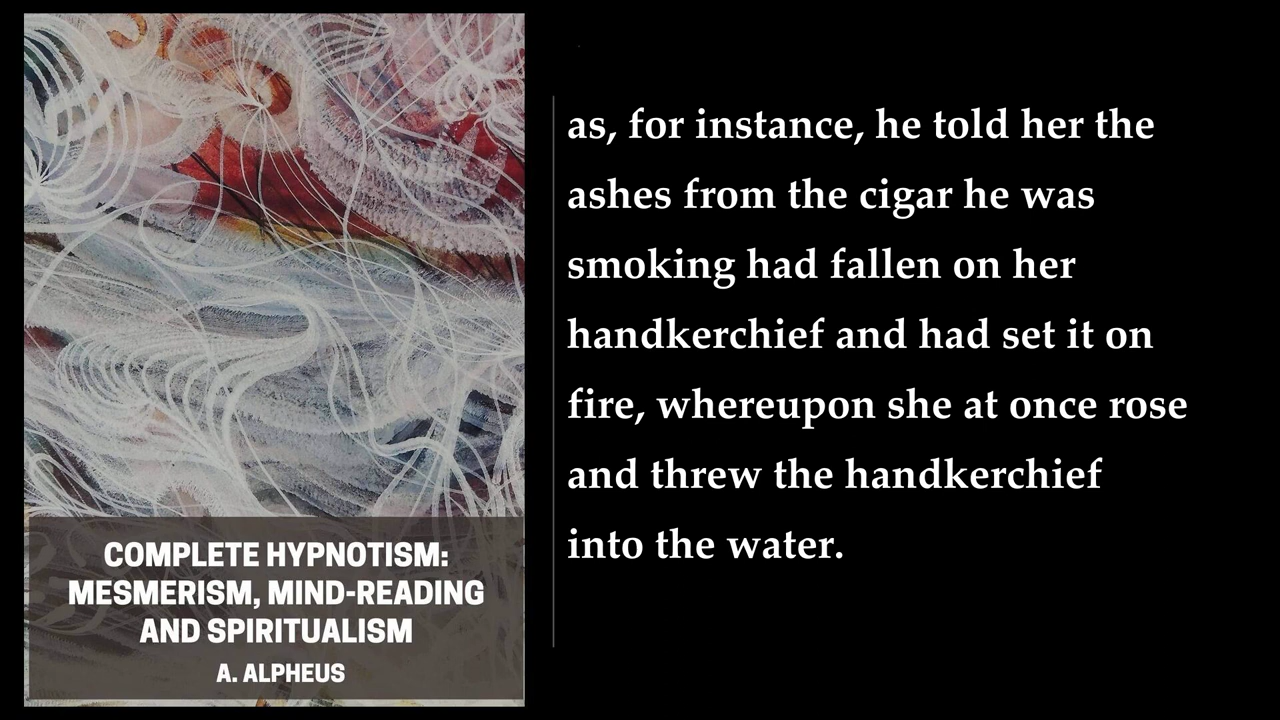 as, for instance, he told her the
ashes from the cigar he was
smoking had fallen on her
handkerchief and had set it on
fire, whereupon she at once rose
and threw the handkerchief
into the water.
COMPLETE HYPNOTISM:
MESMERISM, MIND-READING
AND SPIRITUALISM
A. ALPHEUS